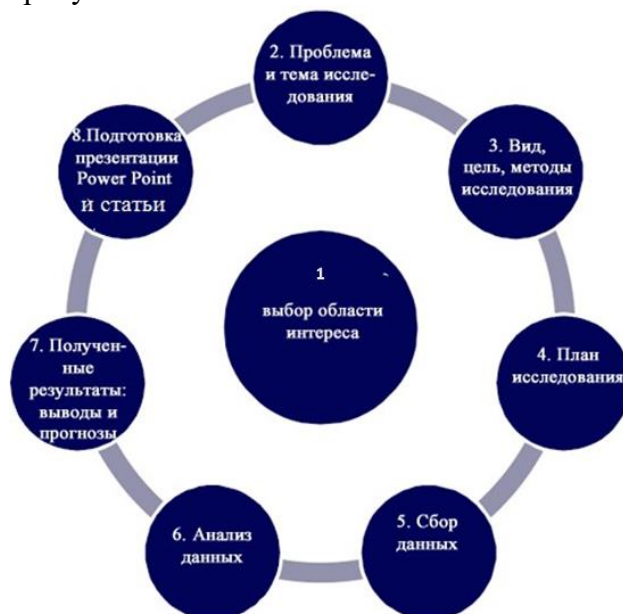 1
выбор области
интереса
2. Проблема
и тема иссле-
дования
3. Вид,
цель, методы
исследования
4. План
исследования
5. Сбор
данных
6. Анализ
данных
7. Получен-
ные
результаты:
выводы и
прогнозы
8.Подготовка
презентации
Power Point
и статьи